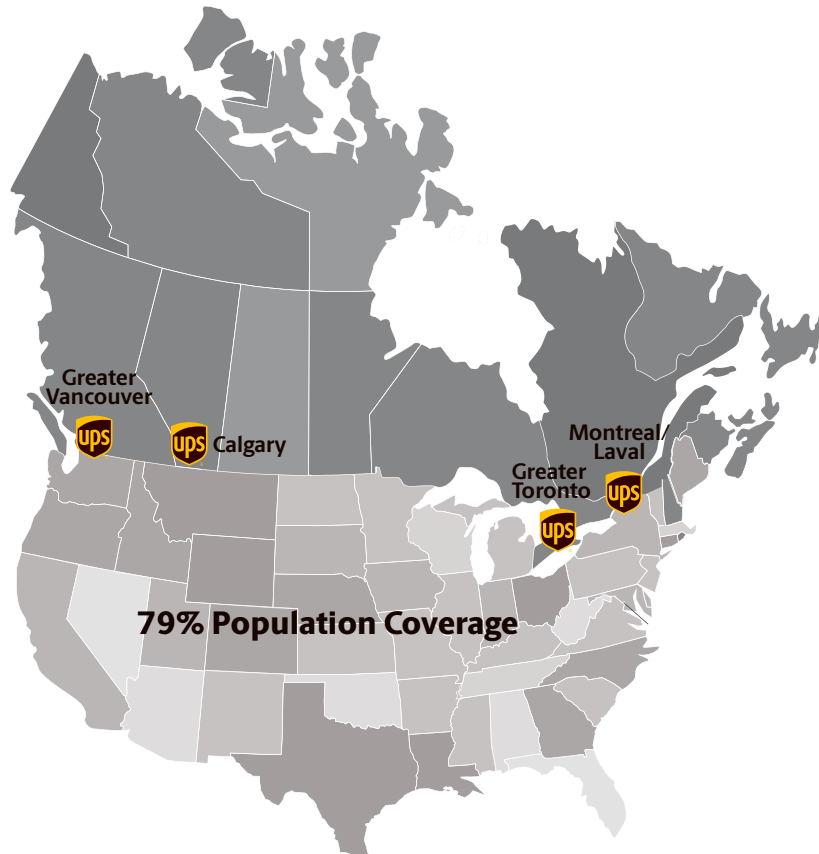 Greater
Vancouver
ups
ups
Calgary
Montreal/
Laval
ups
Greater
Toronto
ups
79% Population Coverage